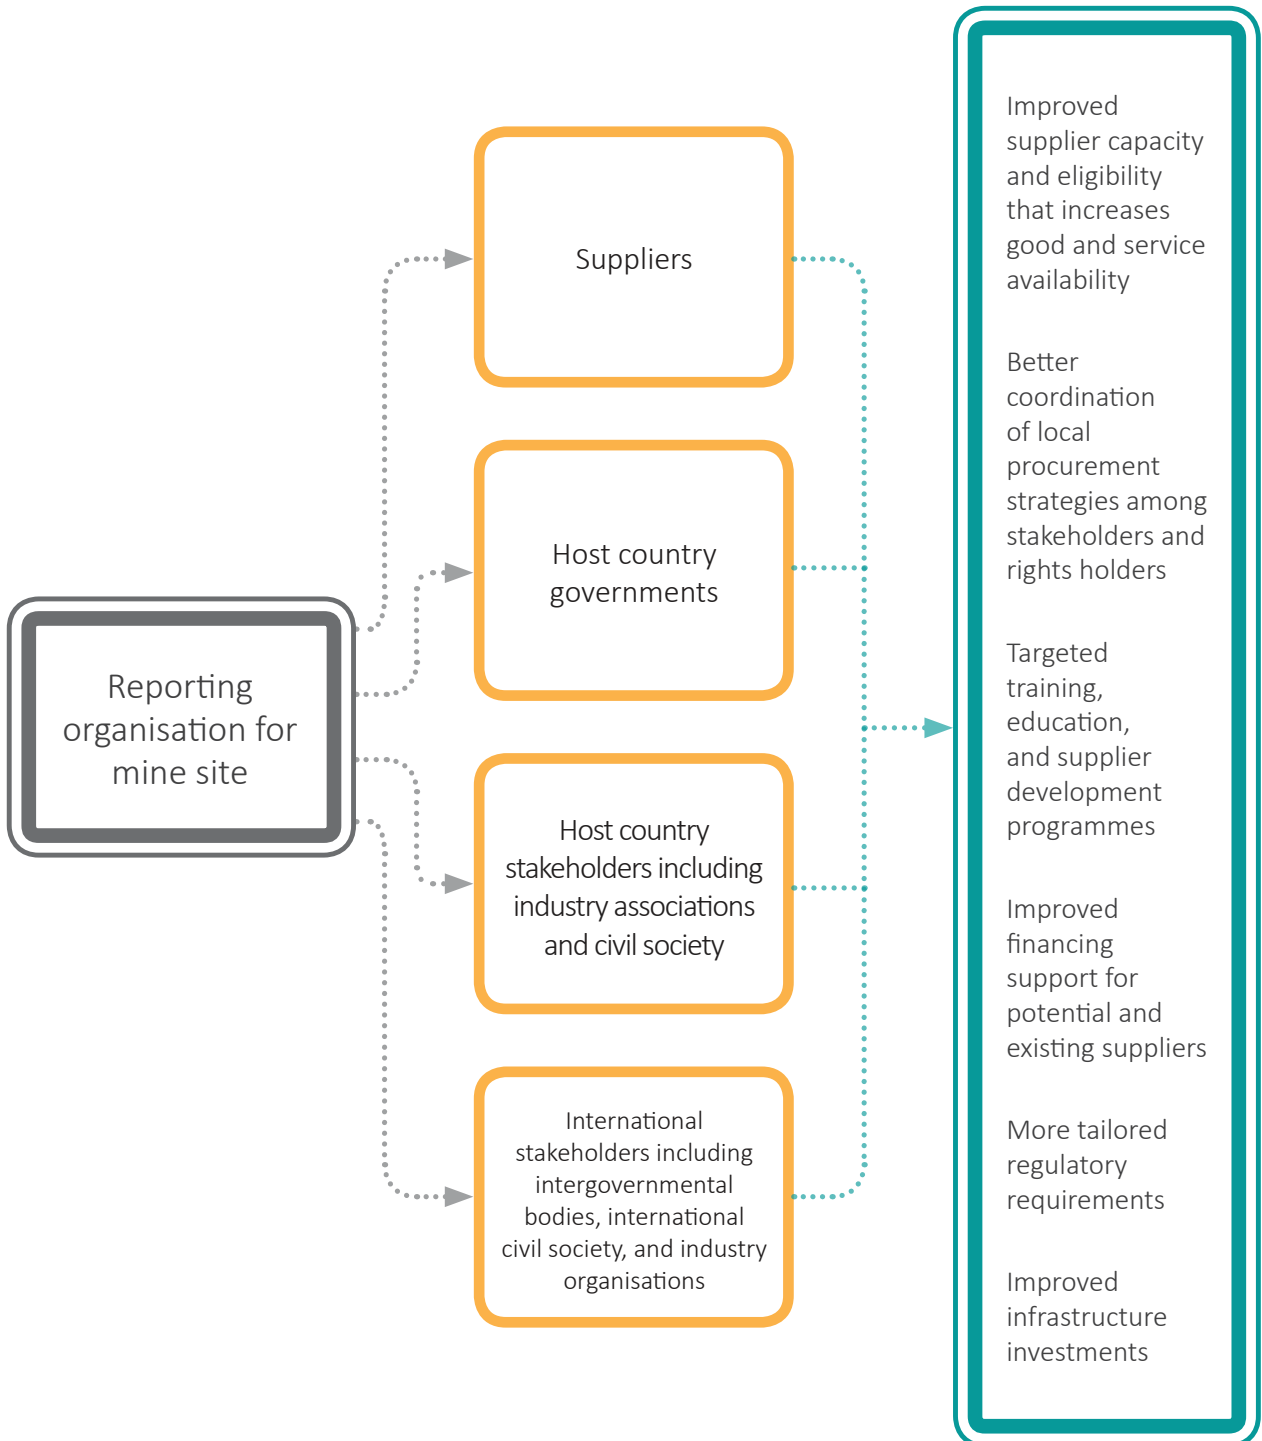 Reporting
organisation for
mine site
Suppliers
Host country
governments
Host country
stakeholders including
industry associations
and civil society
International
stakeholders including
intergovernmental
bodies, international
civil society, and industry
organisations
Improved
supplier capacity
and eligibility
that increases
good and service
availability
Better
coordination
of local
procurement
strategies among
stakeholders and
rights holders
Targeted
training,
education,
and supplier
development
programmes
Improved
financing
support for
potential and
existing suppliers
More tailored
regulatory
requirements
Improved
infrastructure
investments